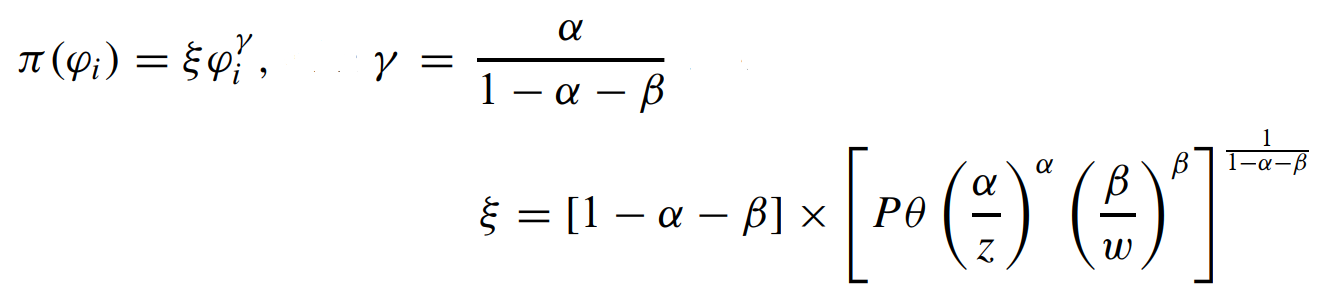 π(φ_i) = ξφ_i^γ, γ = α / (1 − α − β)
ξ = [1 − α − β] × [Pθ (α/z)^α (β/w)^β]^{1/(1−α−β)}